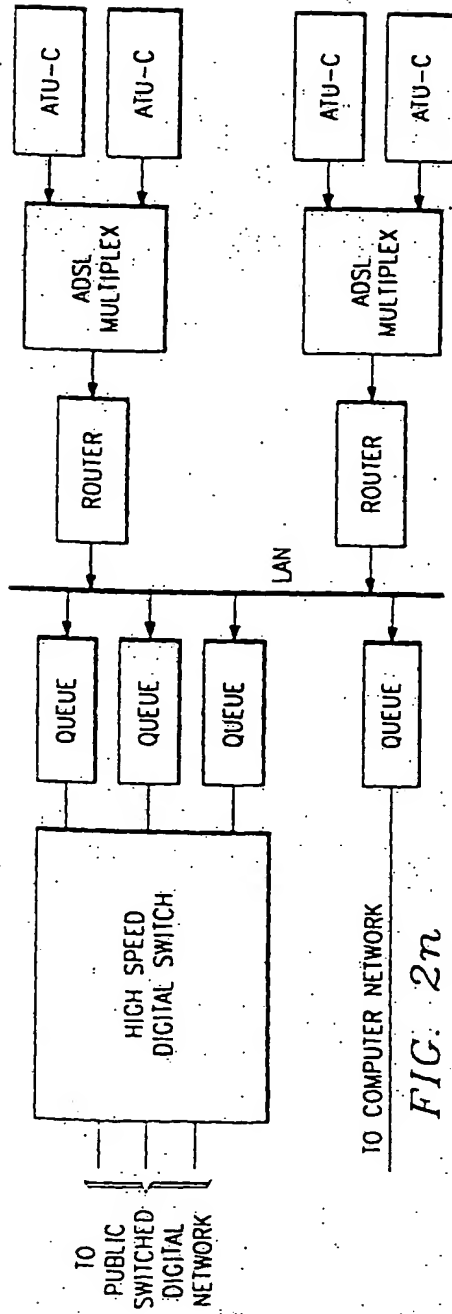 ATU-C
ATU-C
ATU-C
ATU-C
ADSL
MULTIPLEX
ADSL
MULTIPLEX
ROUTER
ROUTER
LAN
QUEUE
QUEUE
QUEUE
QUEUE
HIGH SPEED
DIGITAL SWITCH
TO
PUBLIC
SWITCHED
DIGITAL
NETWORK
TO COMPUTER NETWORK
FIG. 2n